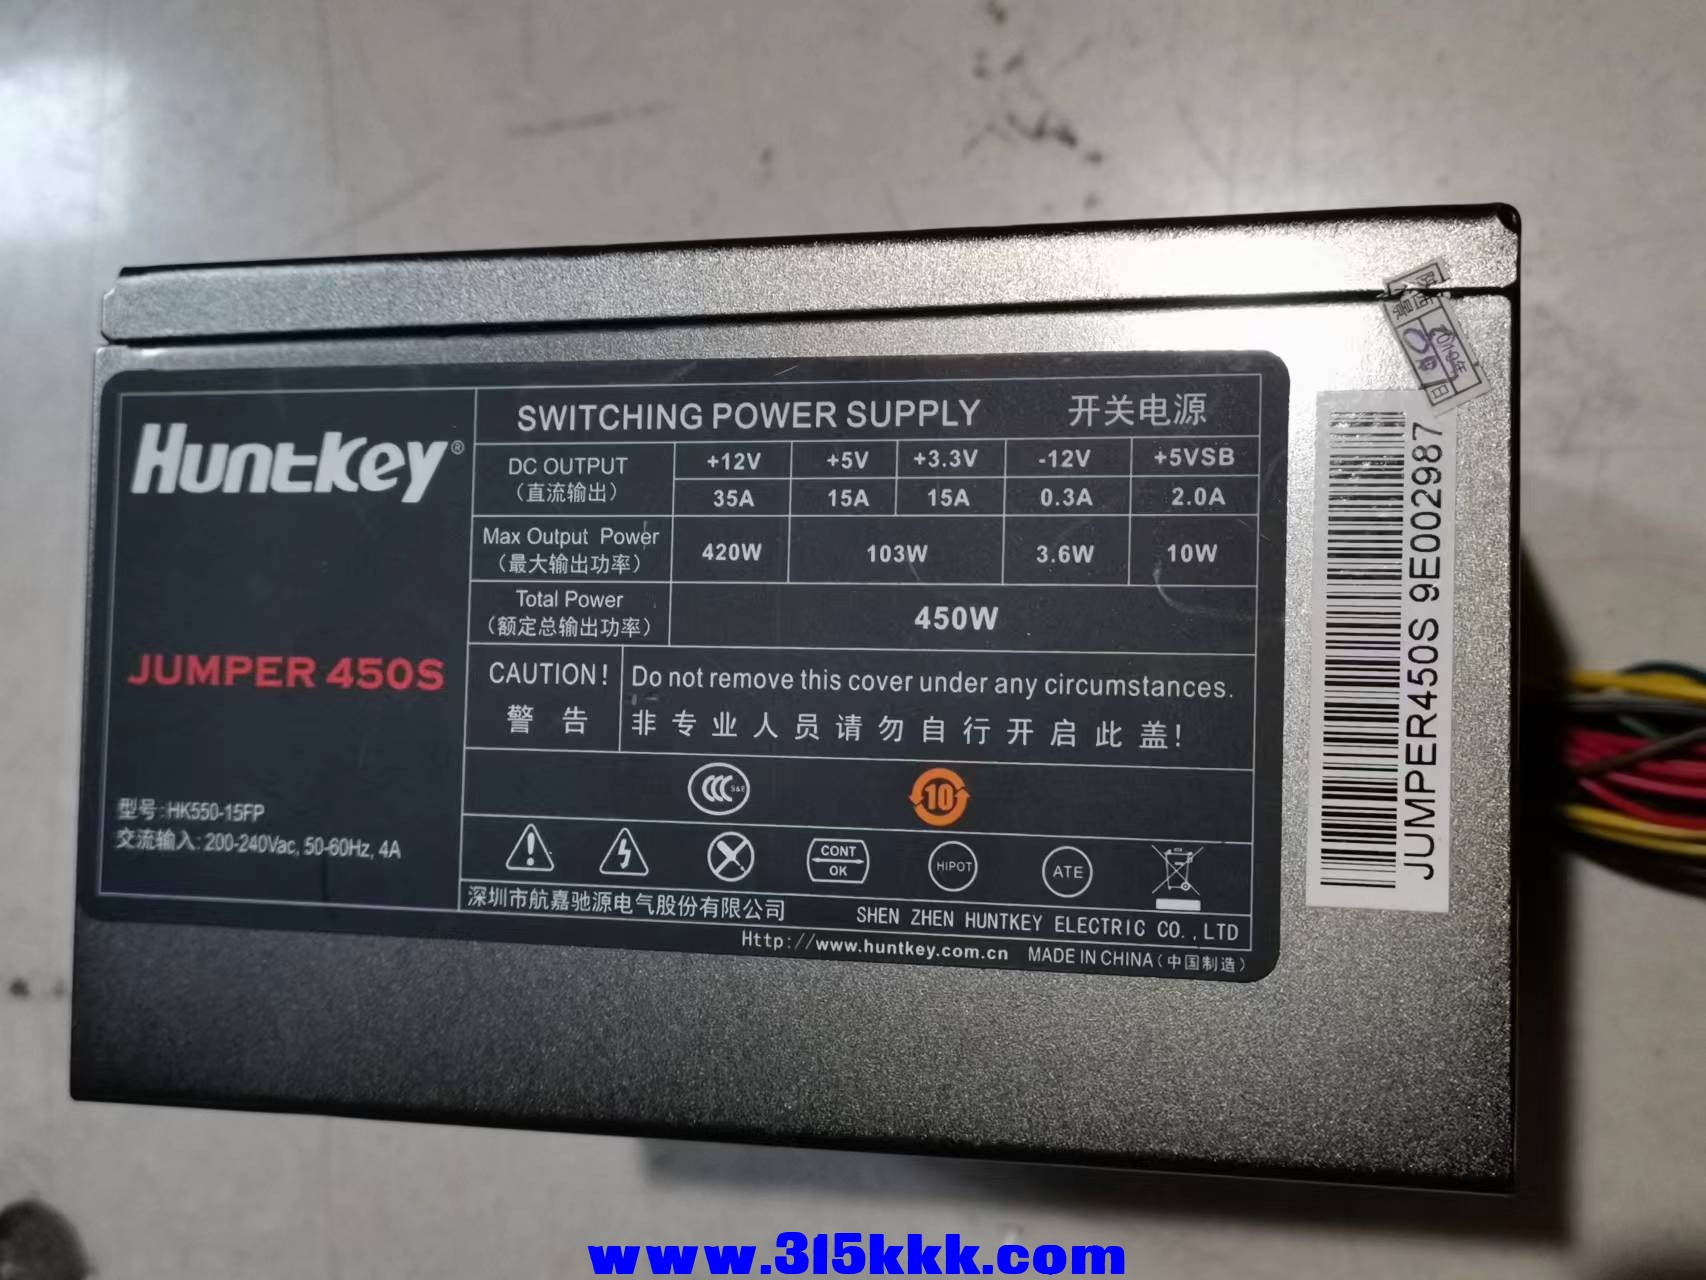 Huntkey®
JUMPER 450S
型号:HK550-15FP
交流输入: 200-240Vac, 50-60Hz, 4A
SWITCHING POWER SUPPLY 开关电源
DC OUTPUT +12V +5V +3.3V -12V +5VSB
(直流输出) 35A 15A 15A 0.3A 2.0A
Max Output Power
(最大输出功率) 420W 103W 3.6W 10W
Total Power
(额定总输出功率) 450W
CAUTION! Do not remove this cover under any circumstances.
警 告 非专业人员请勿自行开启此盖!
CCC S&E 10
CONT OK HiPOT ATE
深圳市航嘉驰源电气股份有限公司 SHEN ZHEN HUNTKEY ELECTRIC CO.,LTD
Http://www.huntkey.com.cn MADE IN CHINA(中国制造)
JUMPER450S 9E002987
www.315kkk.com